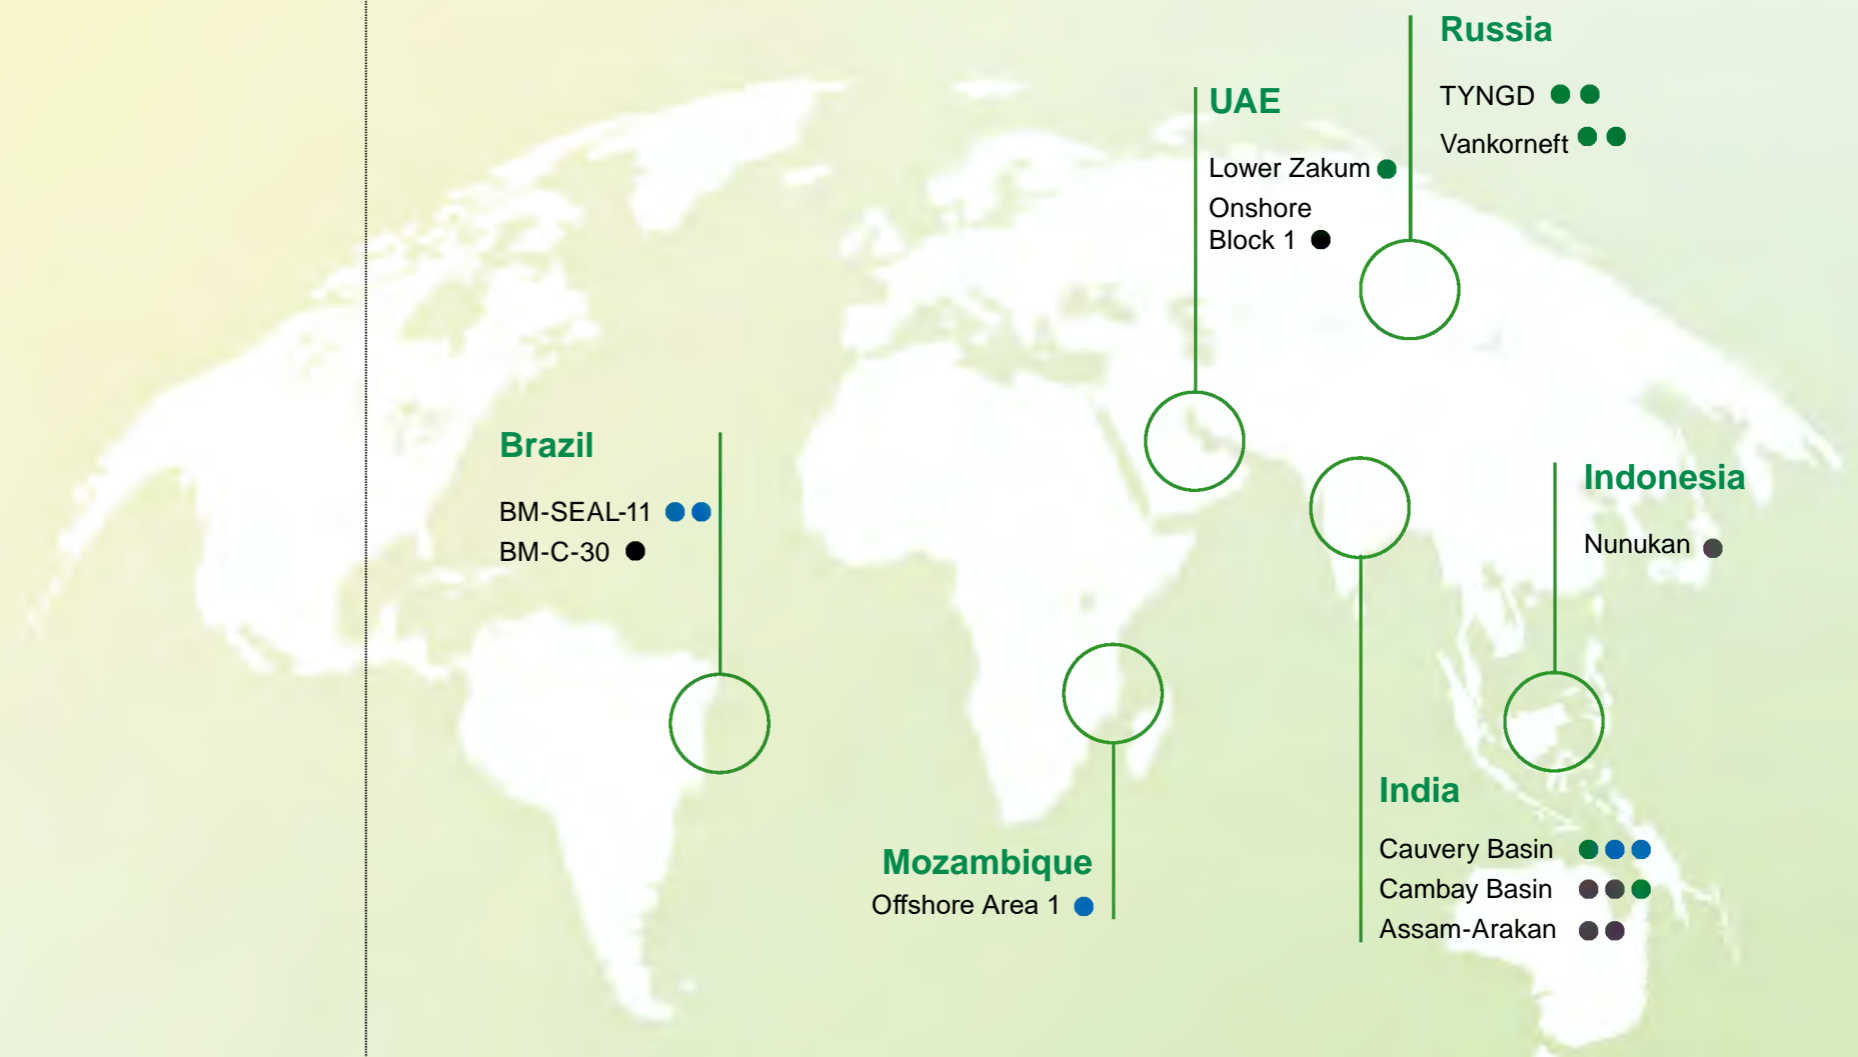 Russia
TYNGD
Vankorneft
UAE
Lower Zakum
Onshore
Block 1
Brazil
BM-SEAL-11
BM-C-30
Indonesia
Nunukan
Mozambique
Offshore Area 1
India
Cauvery Basin
Cambay Basin
Assam-Arakan